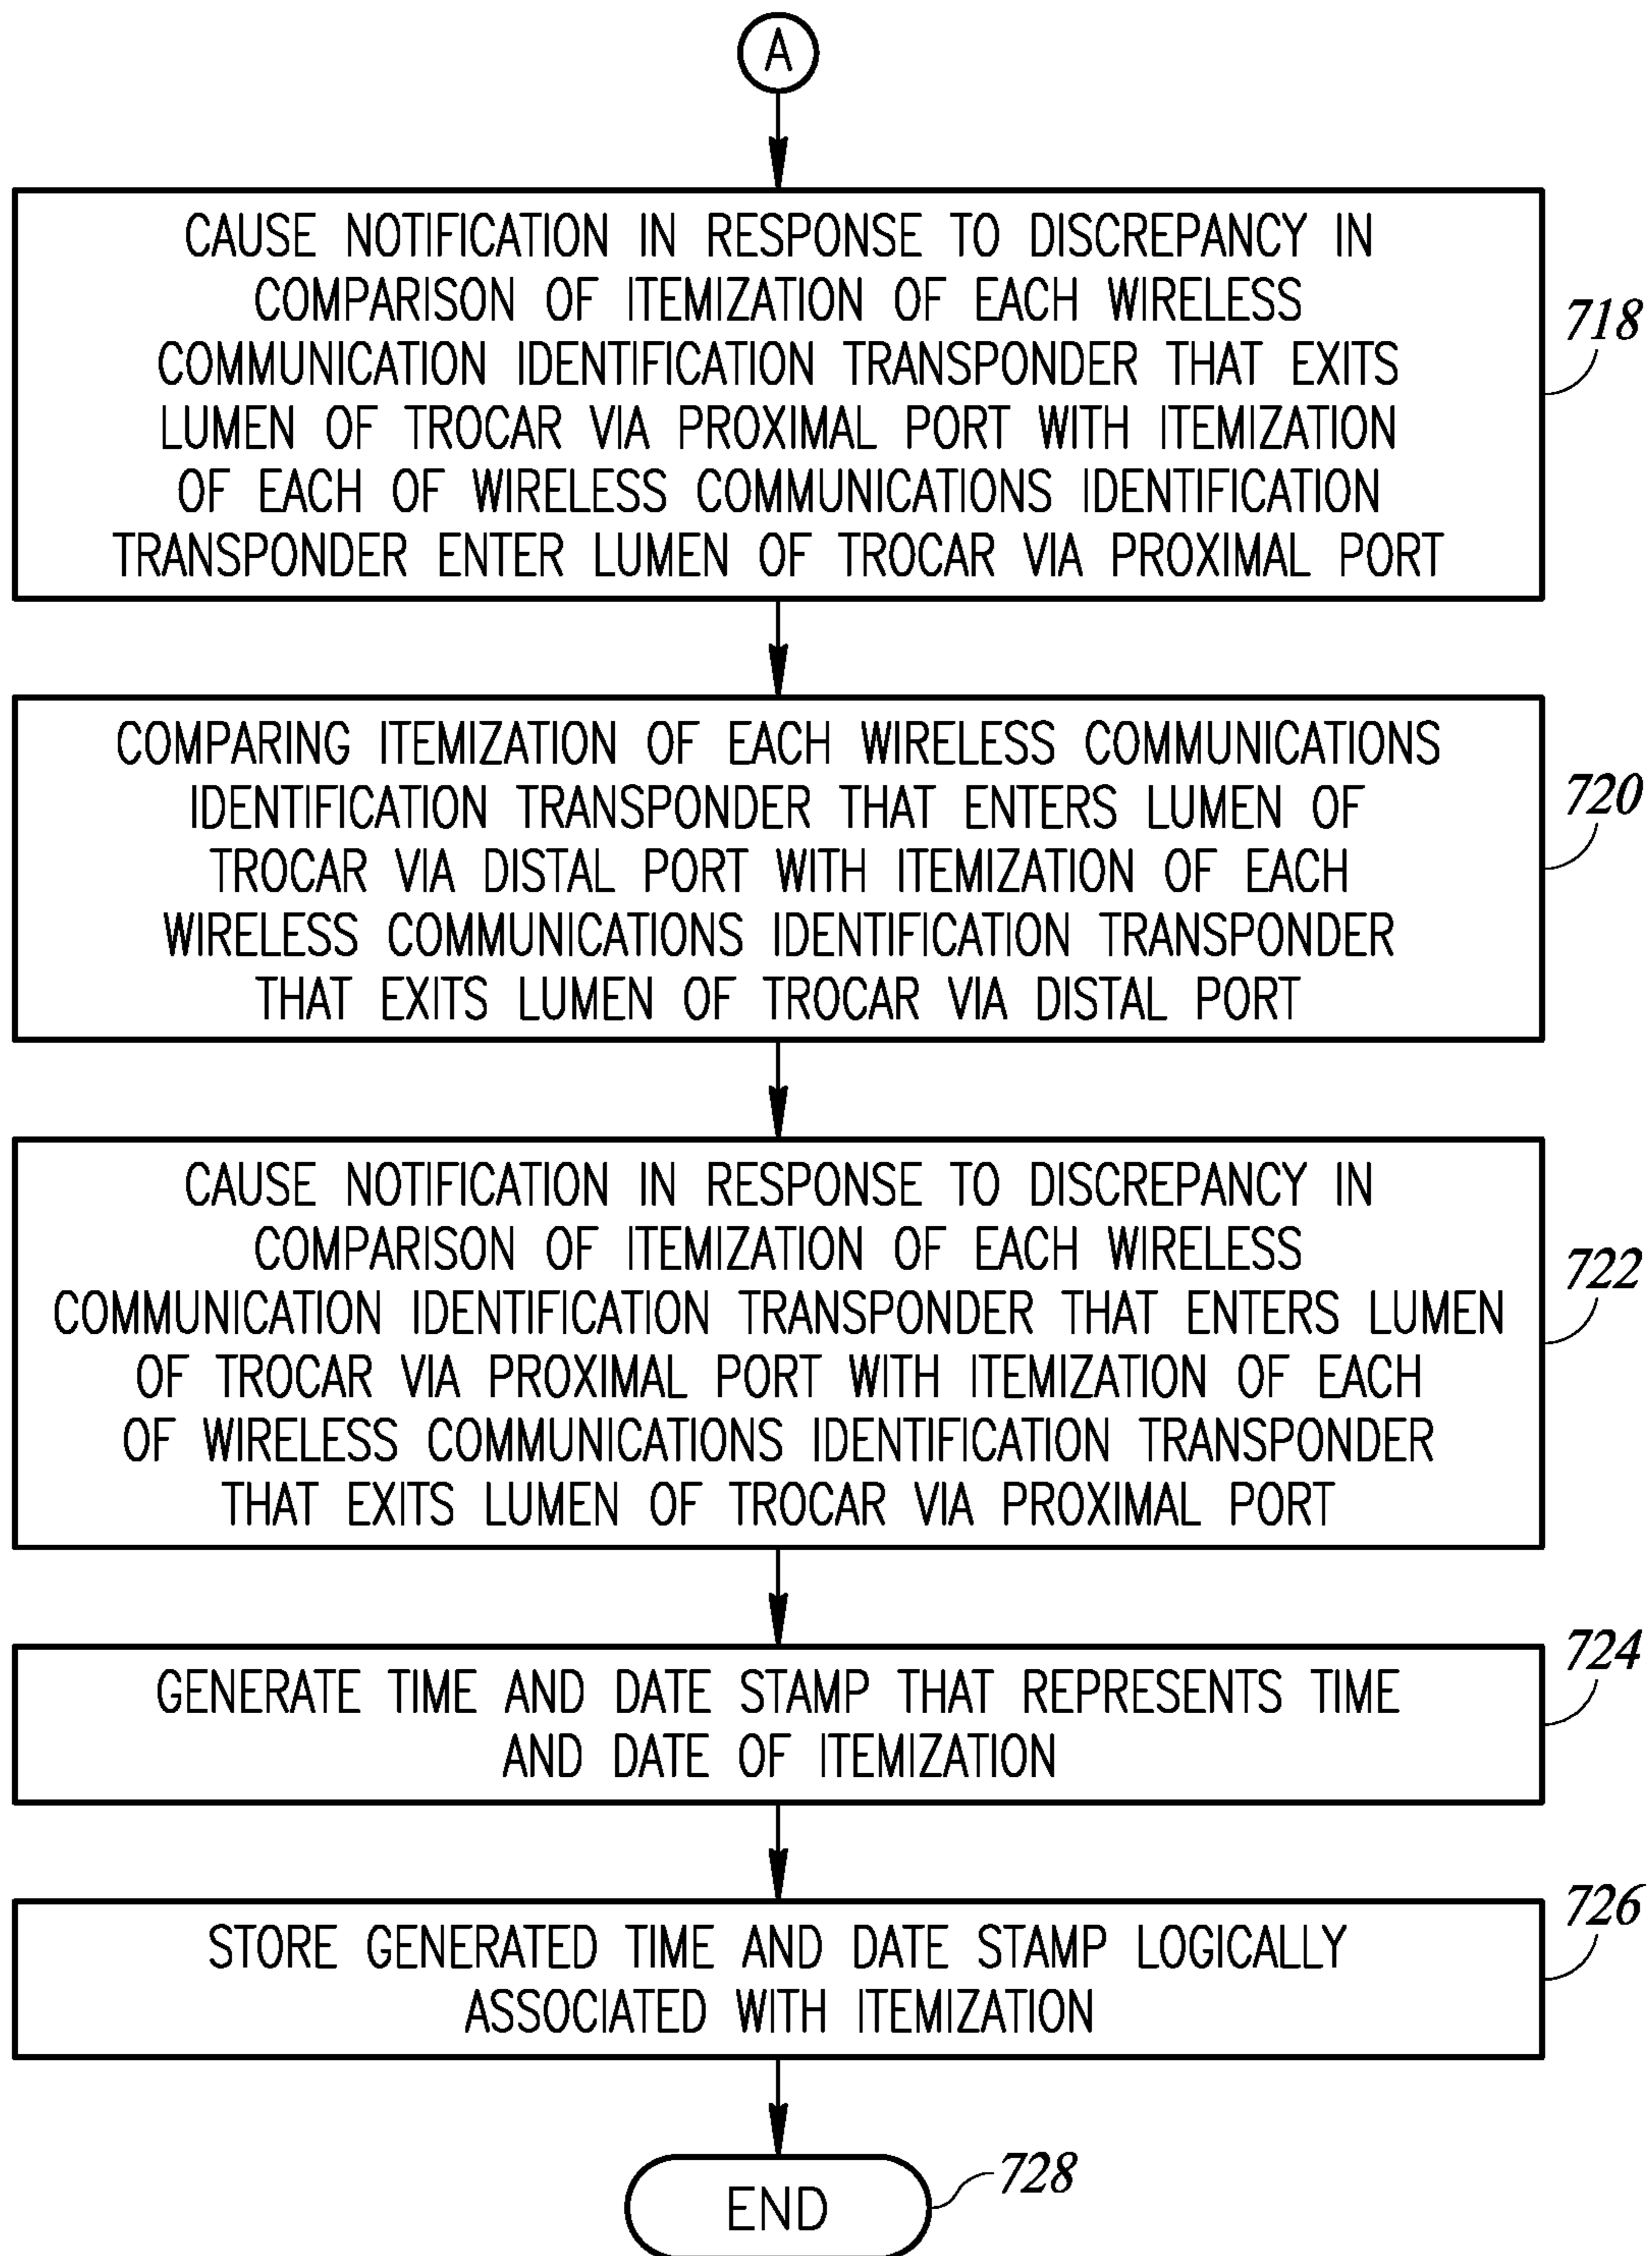 A
CAUSE NOTIFICATION IN RESPONSE TO DISCREPANCY IN
COMPARISON OF ITEMIZATION OF EACH WIRELESS
COMMUNICATION IDENTIFICATION TRANSPONDER THAT EXITS
LUMEN OF TROCAR VIA PROXIMAL PORT WITH ITEMIZATION
OF EACH OF WIRELESS COMMUNICATIONS IDENTIFICATION
TRANSPONDER ENTER LUMEN OF TROCAR VIA PROXIMAL PORT
718
COMPARING ITEMIZATION OF EACH WIRELESS COMMUNICATIONS
IDENTIFICATION TRANSPONDER THAT ENTERS LUMEN OF
TROCAR VIA DISTAL PORT WITH ITEMIZATION OF EACH
WIRELESS COMMUNICATIONS IDENTIFICATION TRANSPONDER
THAT EXITS LUMEN OF TROCAR VIA DISTAL PORT
720
CAUSE NOTIFICATION IN RESPONSE TO DISCREPANCY IN
COMPARISON OF ITEMIZATION OF EACH WIRELESS
COMMUNICATION IDENTIFICATION TRANSPONDER THAT ENTERS LUMEN
OF TROCAR VIA PROXIMAL PORT WITH ITEMIZATION OF EACH
OF WIRELESS COMMUNICATIONS IDENTIFICATION TRANSPONDER
THAT EXITS LUMEN OF TROCAR VIA PROXIMAL PORT
722
GENERATE TIME AND DATE STAMP THAT REPRESENTS TIME
AND DATE OF ITEMIZATION
724
STORE GENERATED TIME AND DATE STAMP LOGICALLY
ASSOCIATED WITH ITEMIZATION
726
END
728